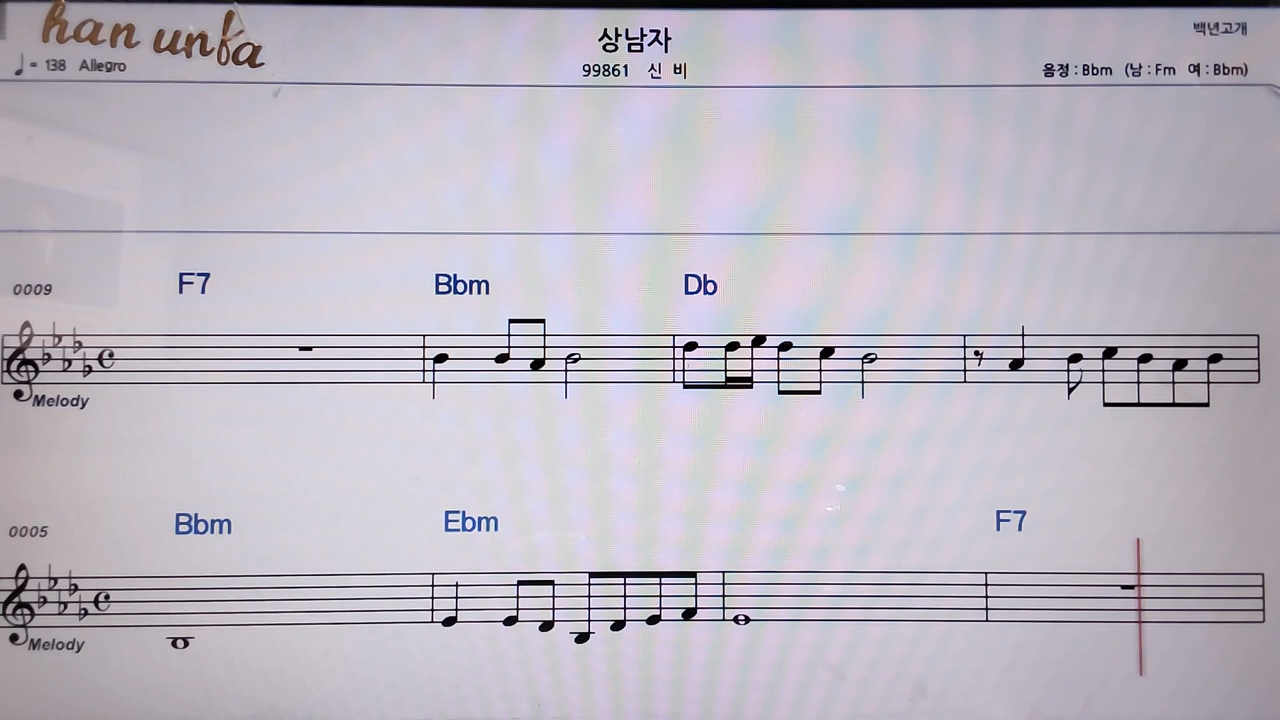 han unfa
상남자
백년고개
♩= 138 Allegro
99861 신 비
음정 : Bbm (남 : Fm 여 : Bbm)
F7 Bbm Db
0009
Melody
Bbm Ebm F7
0005
Melody